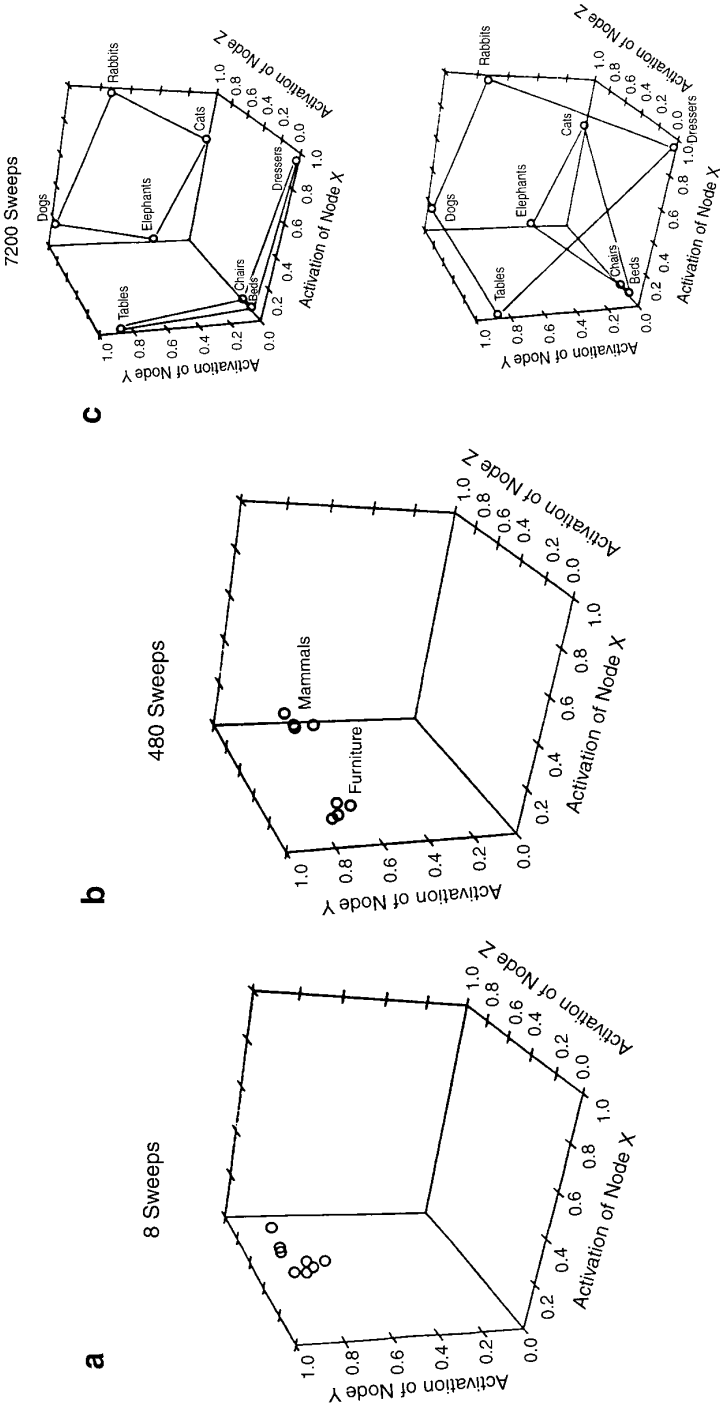 a
8 Sweeps
1.0
0.8
0.6
0.4
0.2
0.0
Activation of Node Y
0.2
0.4
0.6
0.8
1.0
Activation of Node X
0.0
0.2
0.4
0.6
0.8
1.0
Activation of Node Z
b
480 Sweeps
Mammals
Furniture
1.0
0.8
0.6
0.4
0.2
0.0
Activation of Node Y
0.2
0.4
0.6
0.8
1.0
Activation of Node X
0.0
0.2
0.4
0.6
0.8
1.0
Activation of Node Z
c
7200 Sweeps
Dogs
Rabbits
Elephants
Cats
Tables
Chairs
Beds
Dressers
1.0
0.8
0.6
0.4
0.2
0.0
Activation of Node Y
0.2
0.4
0.6
0.8
1.0
Activation of Node X
0.0
0.2
0.4
0.6
0.8
1.0
Activation of Node Z
Dogs
Rabbits
Elephants
Cats
Tables
Chairs
Beds
Dressers
1.0
0.8
0.6
0.4
0.2
0.0
Activation of Node Y
0.2
0.4
0.6
0.8
1.0
Activation of Node X
0.0
0.2
0.4
0.6
0.8
1.0
Activation of Node Z